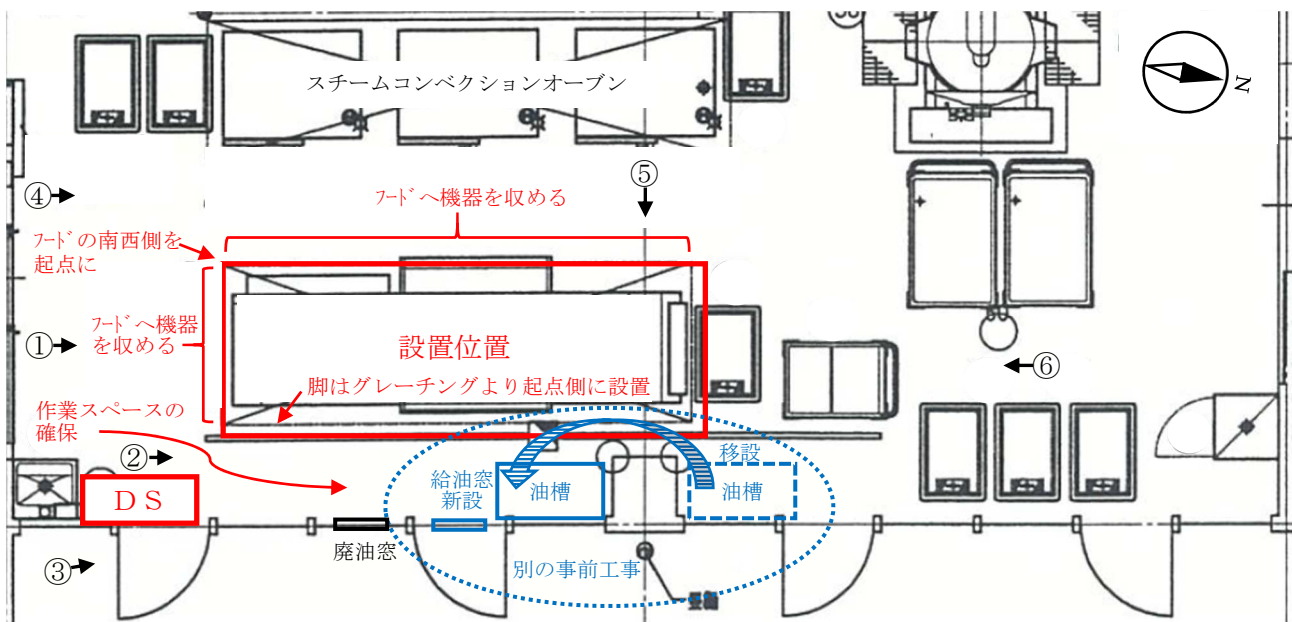 スチームコンベクションオーブン
N
④
⑤
フードへ機器を収める
フードの南西側を
起点に
①
フードへ機器
を収める
設置位置
⑥
脚はグレーチングより起点側に設置
作業スペースの
確保
②
移設
給油窓
新設
油槽
油槽
ＤＳ
廃油窓
③
別の事前工事